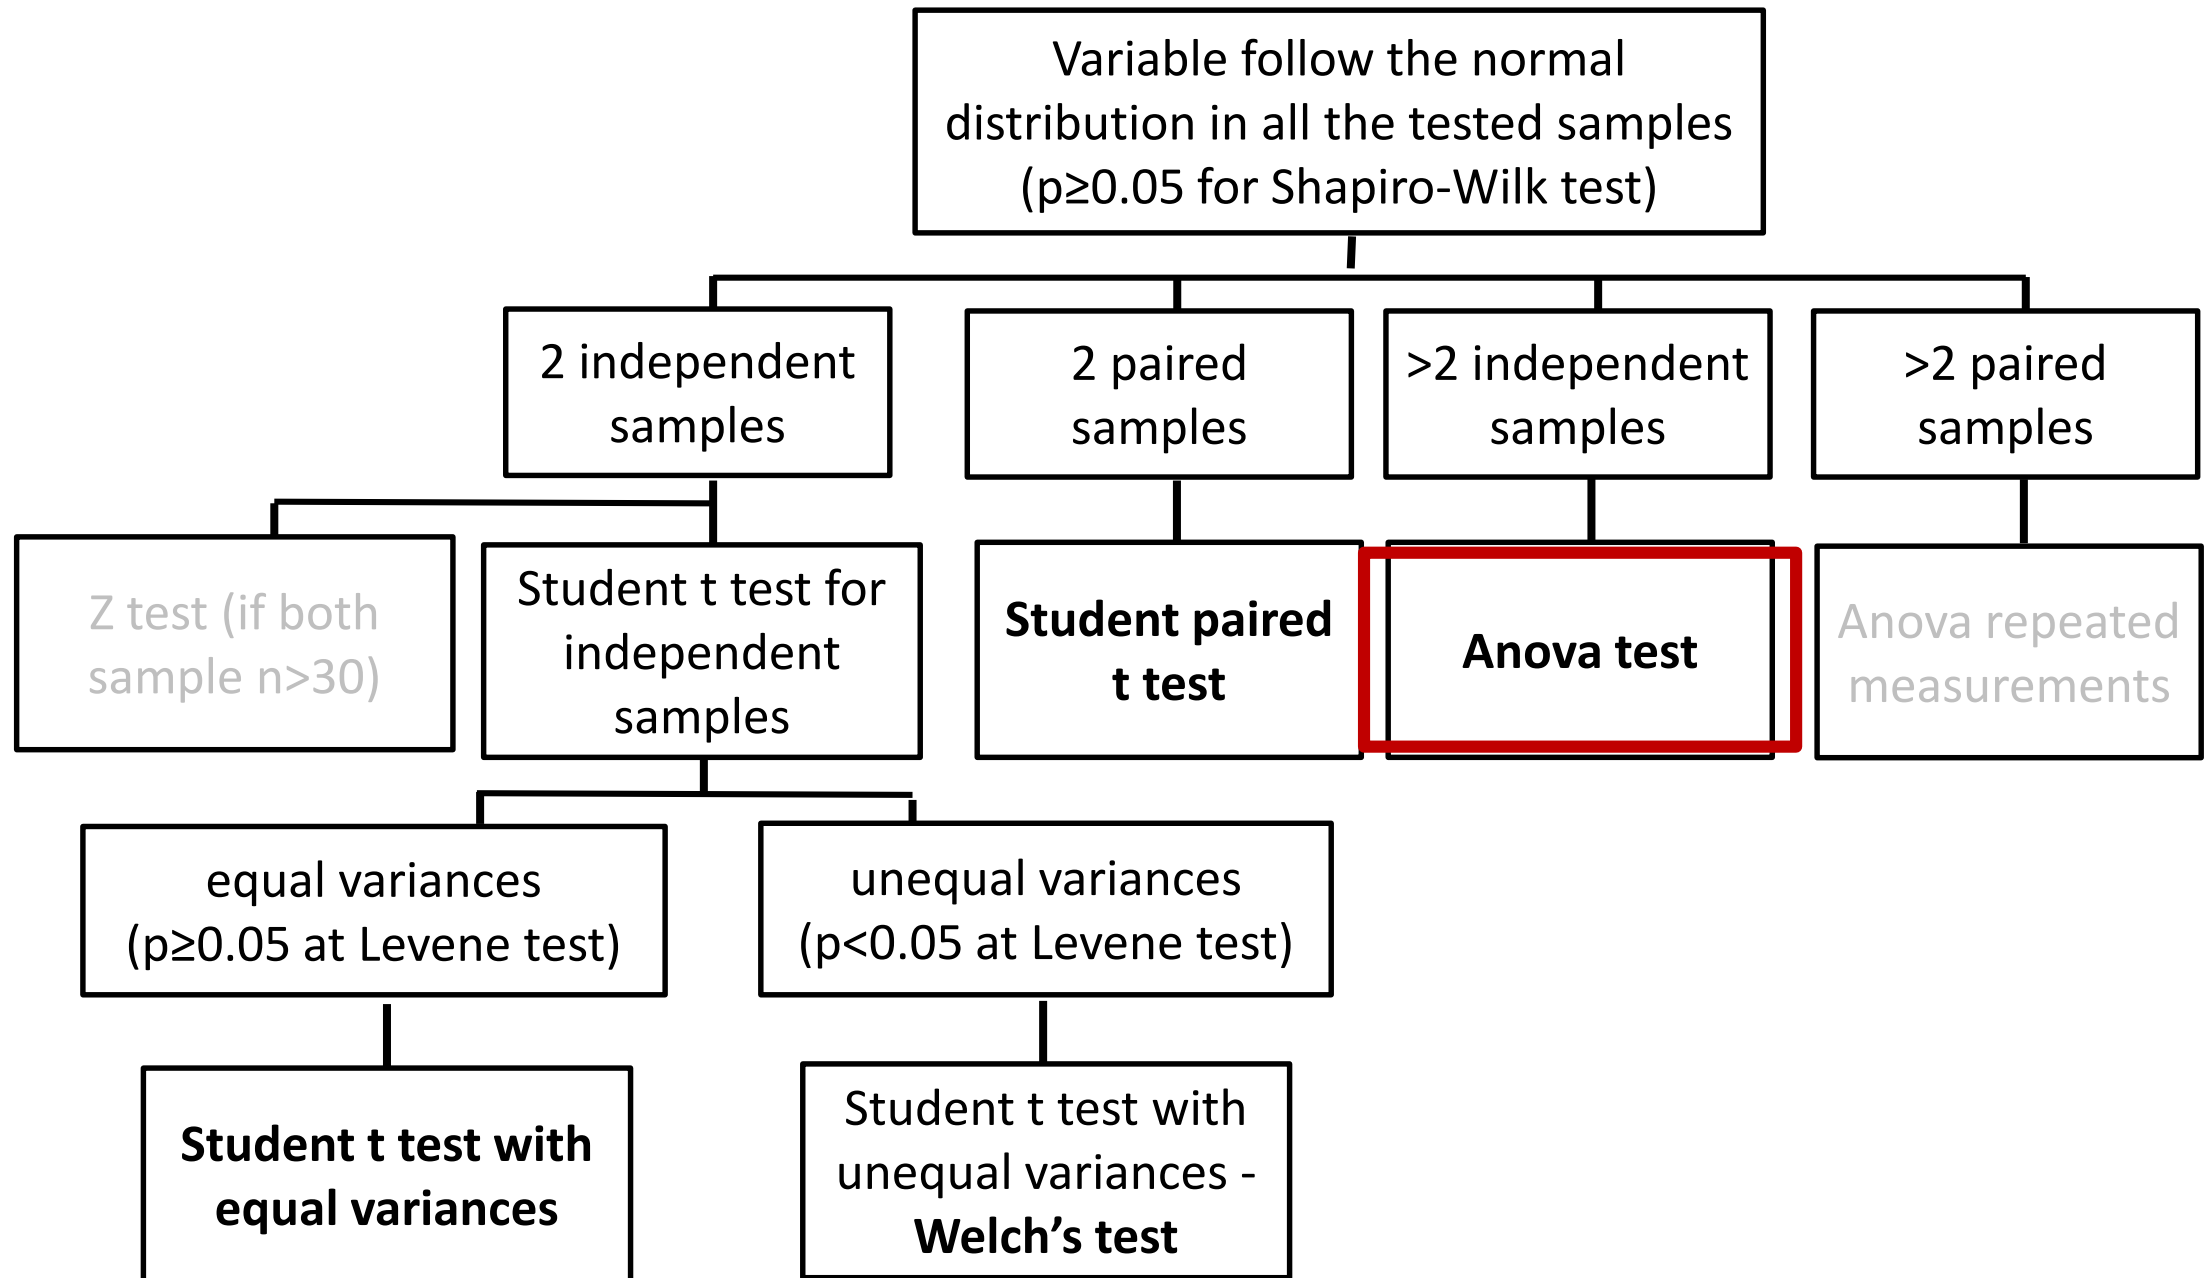 Variable follow the normal
distribution in all the tested samples
(p≥0.05 for Shapiro-Wilk test)
2 independent
samples
2 paired
samples
>2 independent
samples
>2 paired
samples
Z test (if both
sample n>30)
Student t test for
independent
samples
Student paired
t test
Anova test
Anova repeated
measurements
equal variances
(p≥0.05 at Levene test)
unequal variances
(p<0.05 at Levene test)
Student t test with
equal variances
Student t test with
unequal variances -
Welch’s test